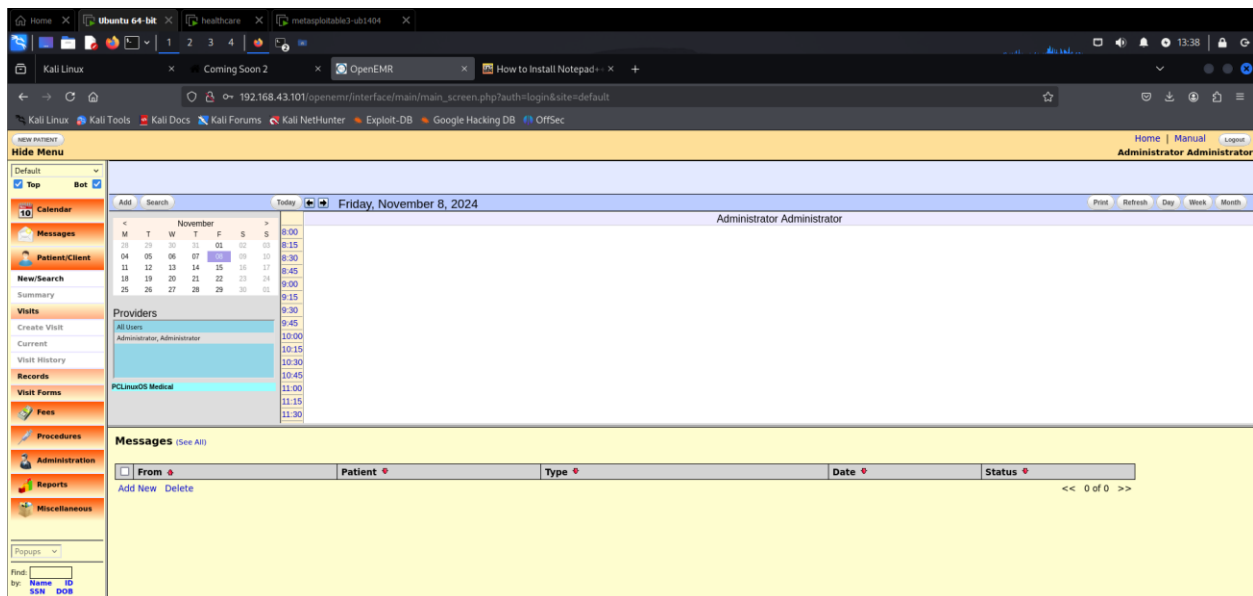 Home Ubuntu 64-bit healthcare metasploitable3-ub1404
1 2 3 4 13:38
Kali Linux Coming Soon 2 OpenEMR How to Install Notepad++
192.168.43.101/openemr/interface/main/main_screen.php?auth=login&site=default
Kali Linux Kali Tools Kali Docs Kali Forums Kali NetHunter Exploit-DB Google Hacking DB OffSec
NEW PATIENT Home | Manual Logout
Hide Menu Administrator Administrator
Default
Top Bot
Calendar
Messages
Patient/Client
New/Search
Summary
Visits
Create Visit
Current
Visit History
Records
Visit Forms
Fees
Procedures
Administration
Reports
Miscellaneous
Popups
Find:
by: Name ID
SSN DOB
Add Search Today Friday, November 8, 2024 Print Refresh Day Week Month
Administrator Administrator
< November >
M T W T F S S
28 29 30 31 01 02 03
04 05 06 07 08 09 10
11 12 13 14 15 16 17
18 19 20 21 22 23 24
25 26 27 28 29 30 01
Providers
All Users
Administrator, Administrator
PCLinuxOS Medical
8:00
8:15
8:30
8:45
9:00
9:15
9:30
9:45
10:00
10:15
10:30
10:45
11:00
11:15
11:30
Messages (See All)
From Patient Type Date Status
Add New Delete << 0 of 0 >>